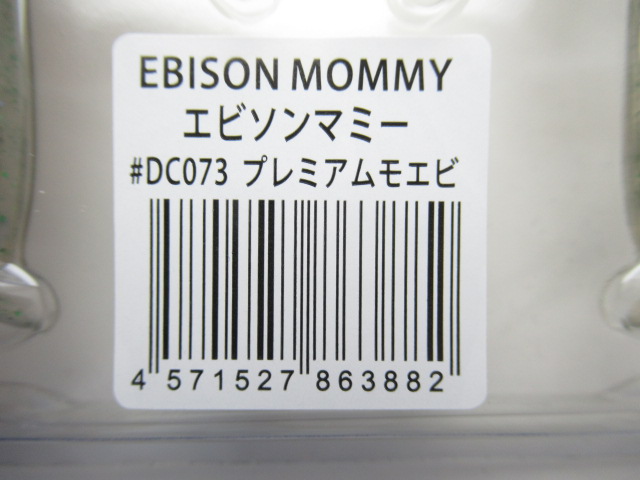 EBISON MOMMY
エビソンマミー
#DC073 プレミアムモエビ
4 571527 863882